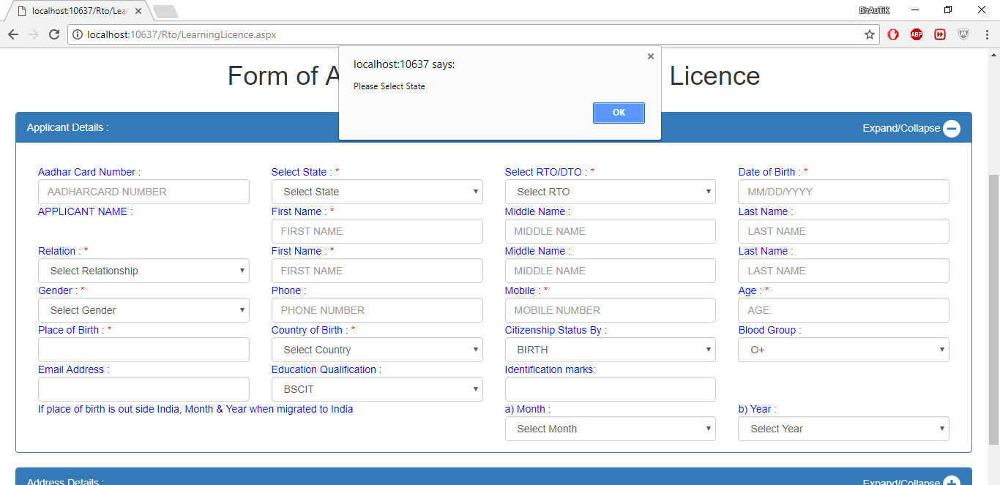 localhost:10637/Rto/Lear
BhAuTiK
localhost:10637/Rto/LearningLicence.aspx
ABP
localhost:10637 says:
Please Select State
OK
Form of A Licence
Applicant Details :
Expand/Collapse
Aadhar Card Number : Select State : * Select RTO/DTO : * Date of Birth : *
AADHARCARD NUMBER Select State Select RTO MM/DD/YYYY
APPLICANT NAME : First Name : * Middle Name : Last Name :
FIRST NAME MIDDLE NAME LAST NAME
Relation : * First Name : * Middle Name : Last Name :
Select Relationship FIRST NAME MIDDLE NAME LAST NAME
Gender : * Phone : Mobile : * Age : *
Select Gender PHONE NUMBER MOBILE NUMBER AGE
Place of Birth : * Country of Birth : * Citizenship Status By : Blood Group :
Select Country BIRTH O+
Email Address : Education Qualification : Identification marks:
BSCIT
If place of birth is out side India, Month & Year when migrated to India a) Month : b) Year :
Select Month Select Year
Address Details :
Expand/Collapse